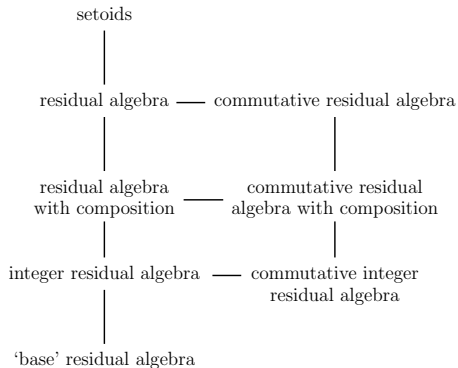 setoids
residual algebra
commutative residual algebra
residual algebra
with composition
commutative residual
algebra with composition
integer residual algebra
commutative integer
residual algebra
‘base’ residual algebra